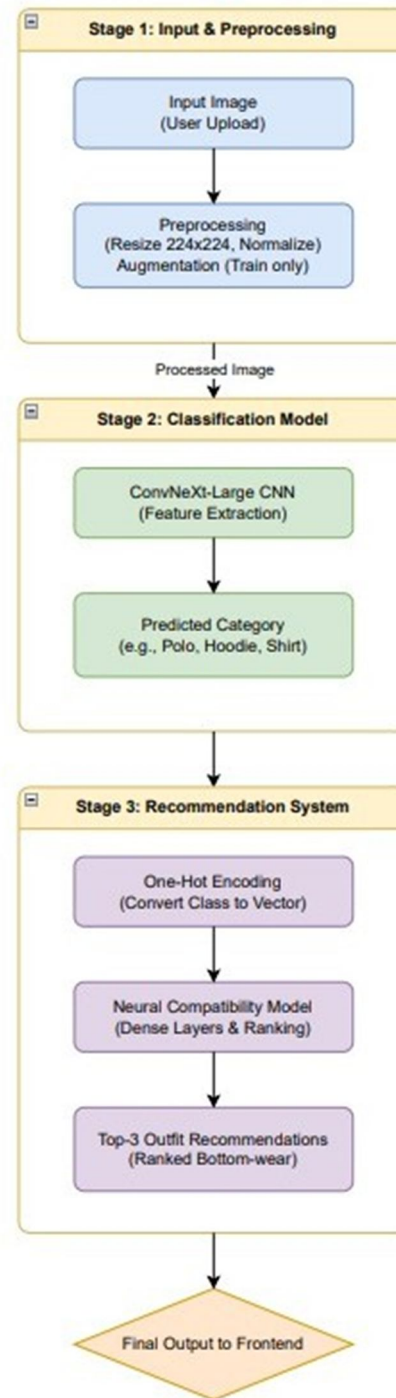 Stage 1: Input & Preprocessing
Input Image
(User Upload)
Preprocessing
(Resize 224x224, Normalize)
Augmentation (Train only)
Processed Image
Stage 2: Classification Model
ConvNeXt-Large CNN
(Feature Extraction)
Predicted Category
(e.g., Polo, Hoodie, Shirt)
Stage 3: Recommendation System
One-Hot Encoding
(Convert Class to Vector)
Neural Compatibility Model
(Dense Layers & Ranking)
Top-3 Outfit Recommendations
(Ranked Bottom-wear)
Final Output to Frontend